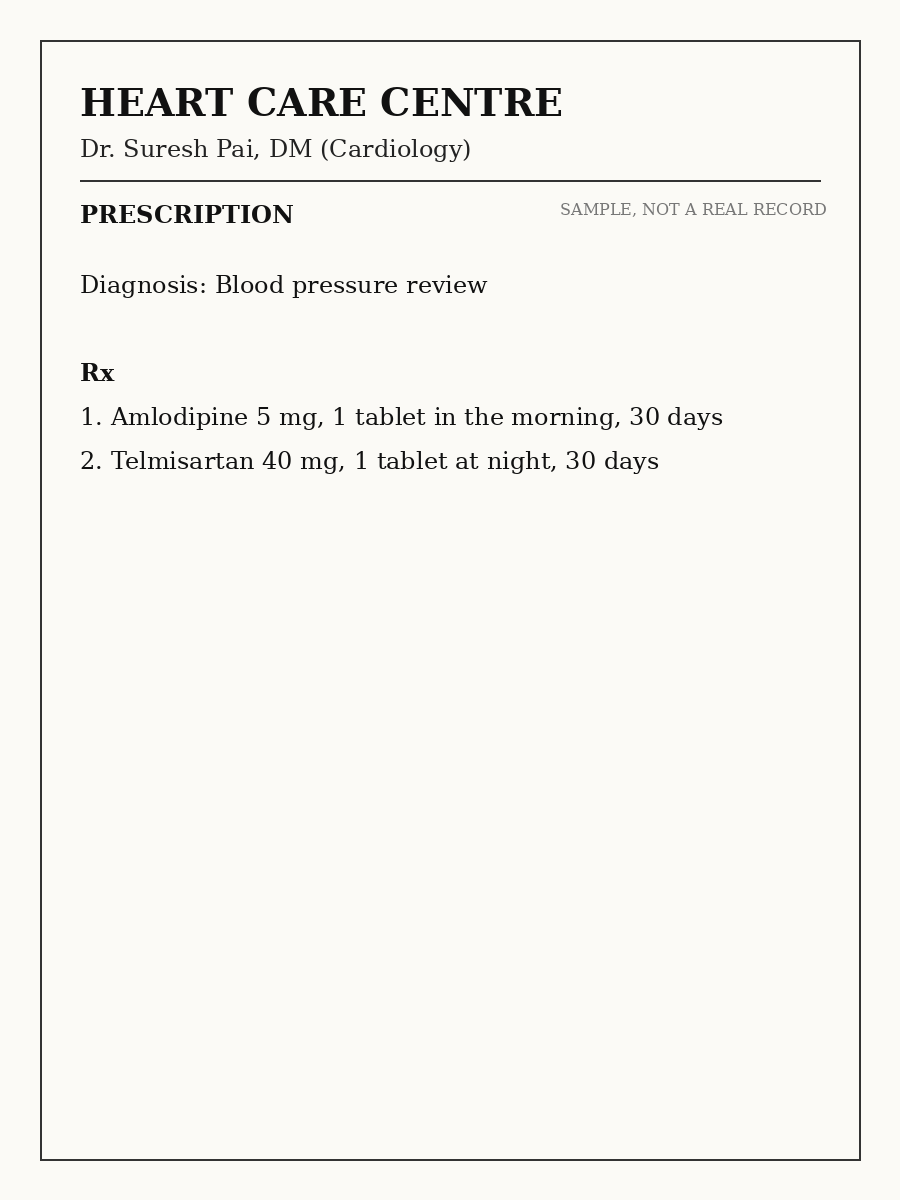 HEART CARE CENTRE
Dr. Suresh Pai, DM (Cardiology)
PRESCRIPTION
SAMPLE, NOT A REAL RECORD
Diagnosis: Blood pressure review
Rx
1. Amlodipine 5 mg, 1 tablet in the morning, 30 days
2. Telmisartan 40 mg, 1 tablet at night, 30 days